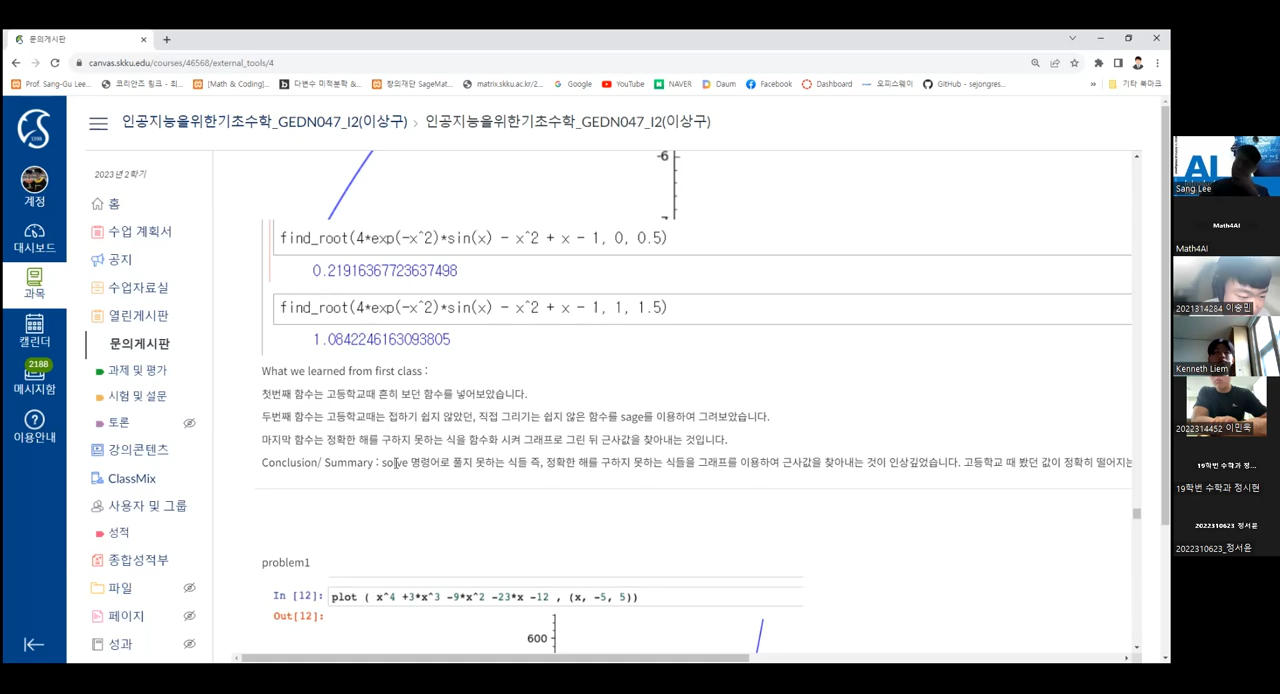 문의게시판
canvas.skku.edu/courses/46568/external_tools/4
Prof. Sang-Gu Lee...
코리안즈 링크 - 최...
[Math & Coding]...
다변수 미적분학 &...
창의재단 SageMat...
matrix.skku.ac.kr/2...
Google
YouTube
NAVER
Daum
Facebook
Dashboard
오피스웨이
GitHub - sejongres...
»
기타 북마크
인공지능을위한기초수학_GEDN047_I2(이상구) > 인공지능을위한기초수학_GEDN047_I2(이상구)
계정
대시보드
과목
캘린더
2188
메시지함
이용안내
2023년 2학기
홈
수업 계획서
공지
수업자료실
열린게시판
문의게시판
과제 및 평가
시험 및 설문
토론
강의콘텐츠
ClassMix
사용자 및 그룹
성적
종합성적부
파일
페이지
성과
-6
find_root(4*exp(-x^2)*sin(x) - x^2 + x - 1, 0, 0.5)
0.21916367723637498
find_root(4*exp(-x^2)*sin(x) - x^2 + x - 1, 1, 1.5)
1.0842246163093805
What we learned from first class :
첫번째 함수는 고등학교때 흔히 보던 함수를 넣어보았습니다.
두번째 함수는 고등학교때는 접하기 쉽지 않았던, 직접 그리기는 쉽지 않은 함수를 sage를 이용하여 그려보았습니다.
마지막 함수는 정확한 해를 구하지 못하는 식을 함수화 시켜 그래프로 그린 뒤 근사값을 찾아내는 것입니다.
Conclusion/ Summary : solve 명령어로 풀지 못하는 식들 즉, 정확한 해를 구하지 못하는 식들을 그래프를 이용하여 근사값을 찾아내는 것이 인상깊었습니다. 고등학교 때 봤던 값이 정확히 떨어지는
problem1
In [12]: plot ( x^4 +3*x^3 -9*x^2 -23*x -12 , (x, -5, 5))
Out[12]:
600
AI
Sang Lee
Math4AI
Math4AI
2021314284 이승민
Kenneth Liem
2022314452 이민욱
19학번 수학과 정...
19학번 수학과 정시현
2022310623 정서윤
2022310623_정서윤